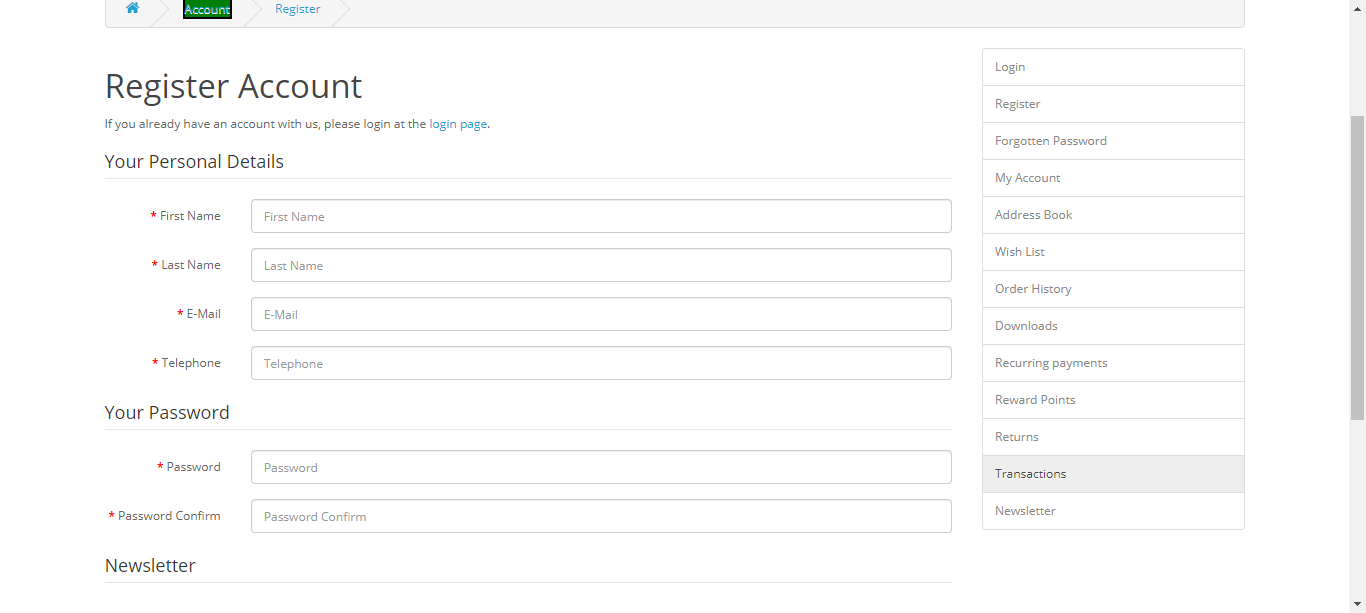 Account
Register
Register Account
If you already have an account with us, please login at the login page.
Your Personal Details
* First Name
First Name
* Last Name
Last Name
* E-Mail
E-Mail
* Telephone
Telephone
Your Password
* Password
Password
* Password Confirm
Password Confirm
Newsletter
Login
Register
Forgotten Password
My Account
Address Book
Wish List
Order History
Downloads
Recurring payments
Reward Points
Returns
Transactions
Newsletter